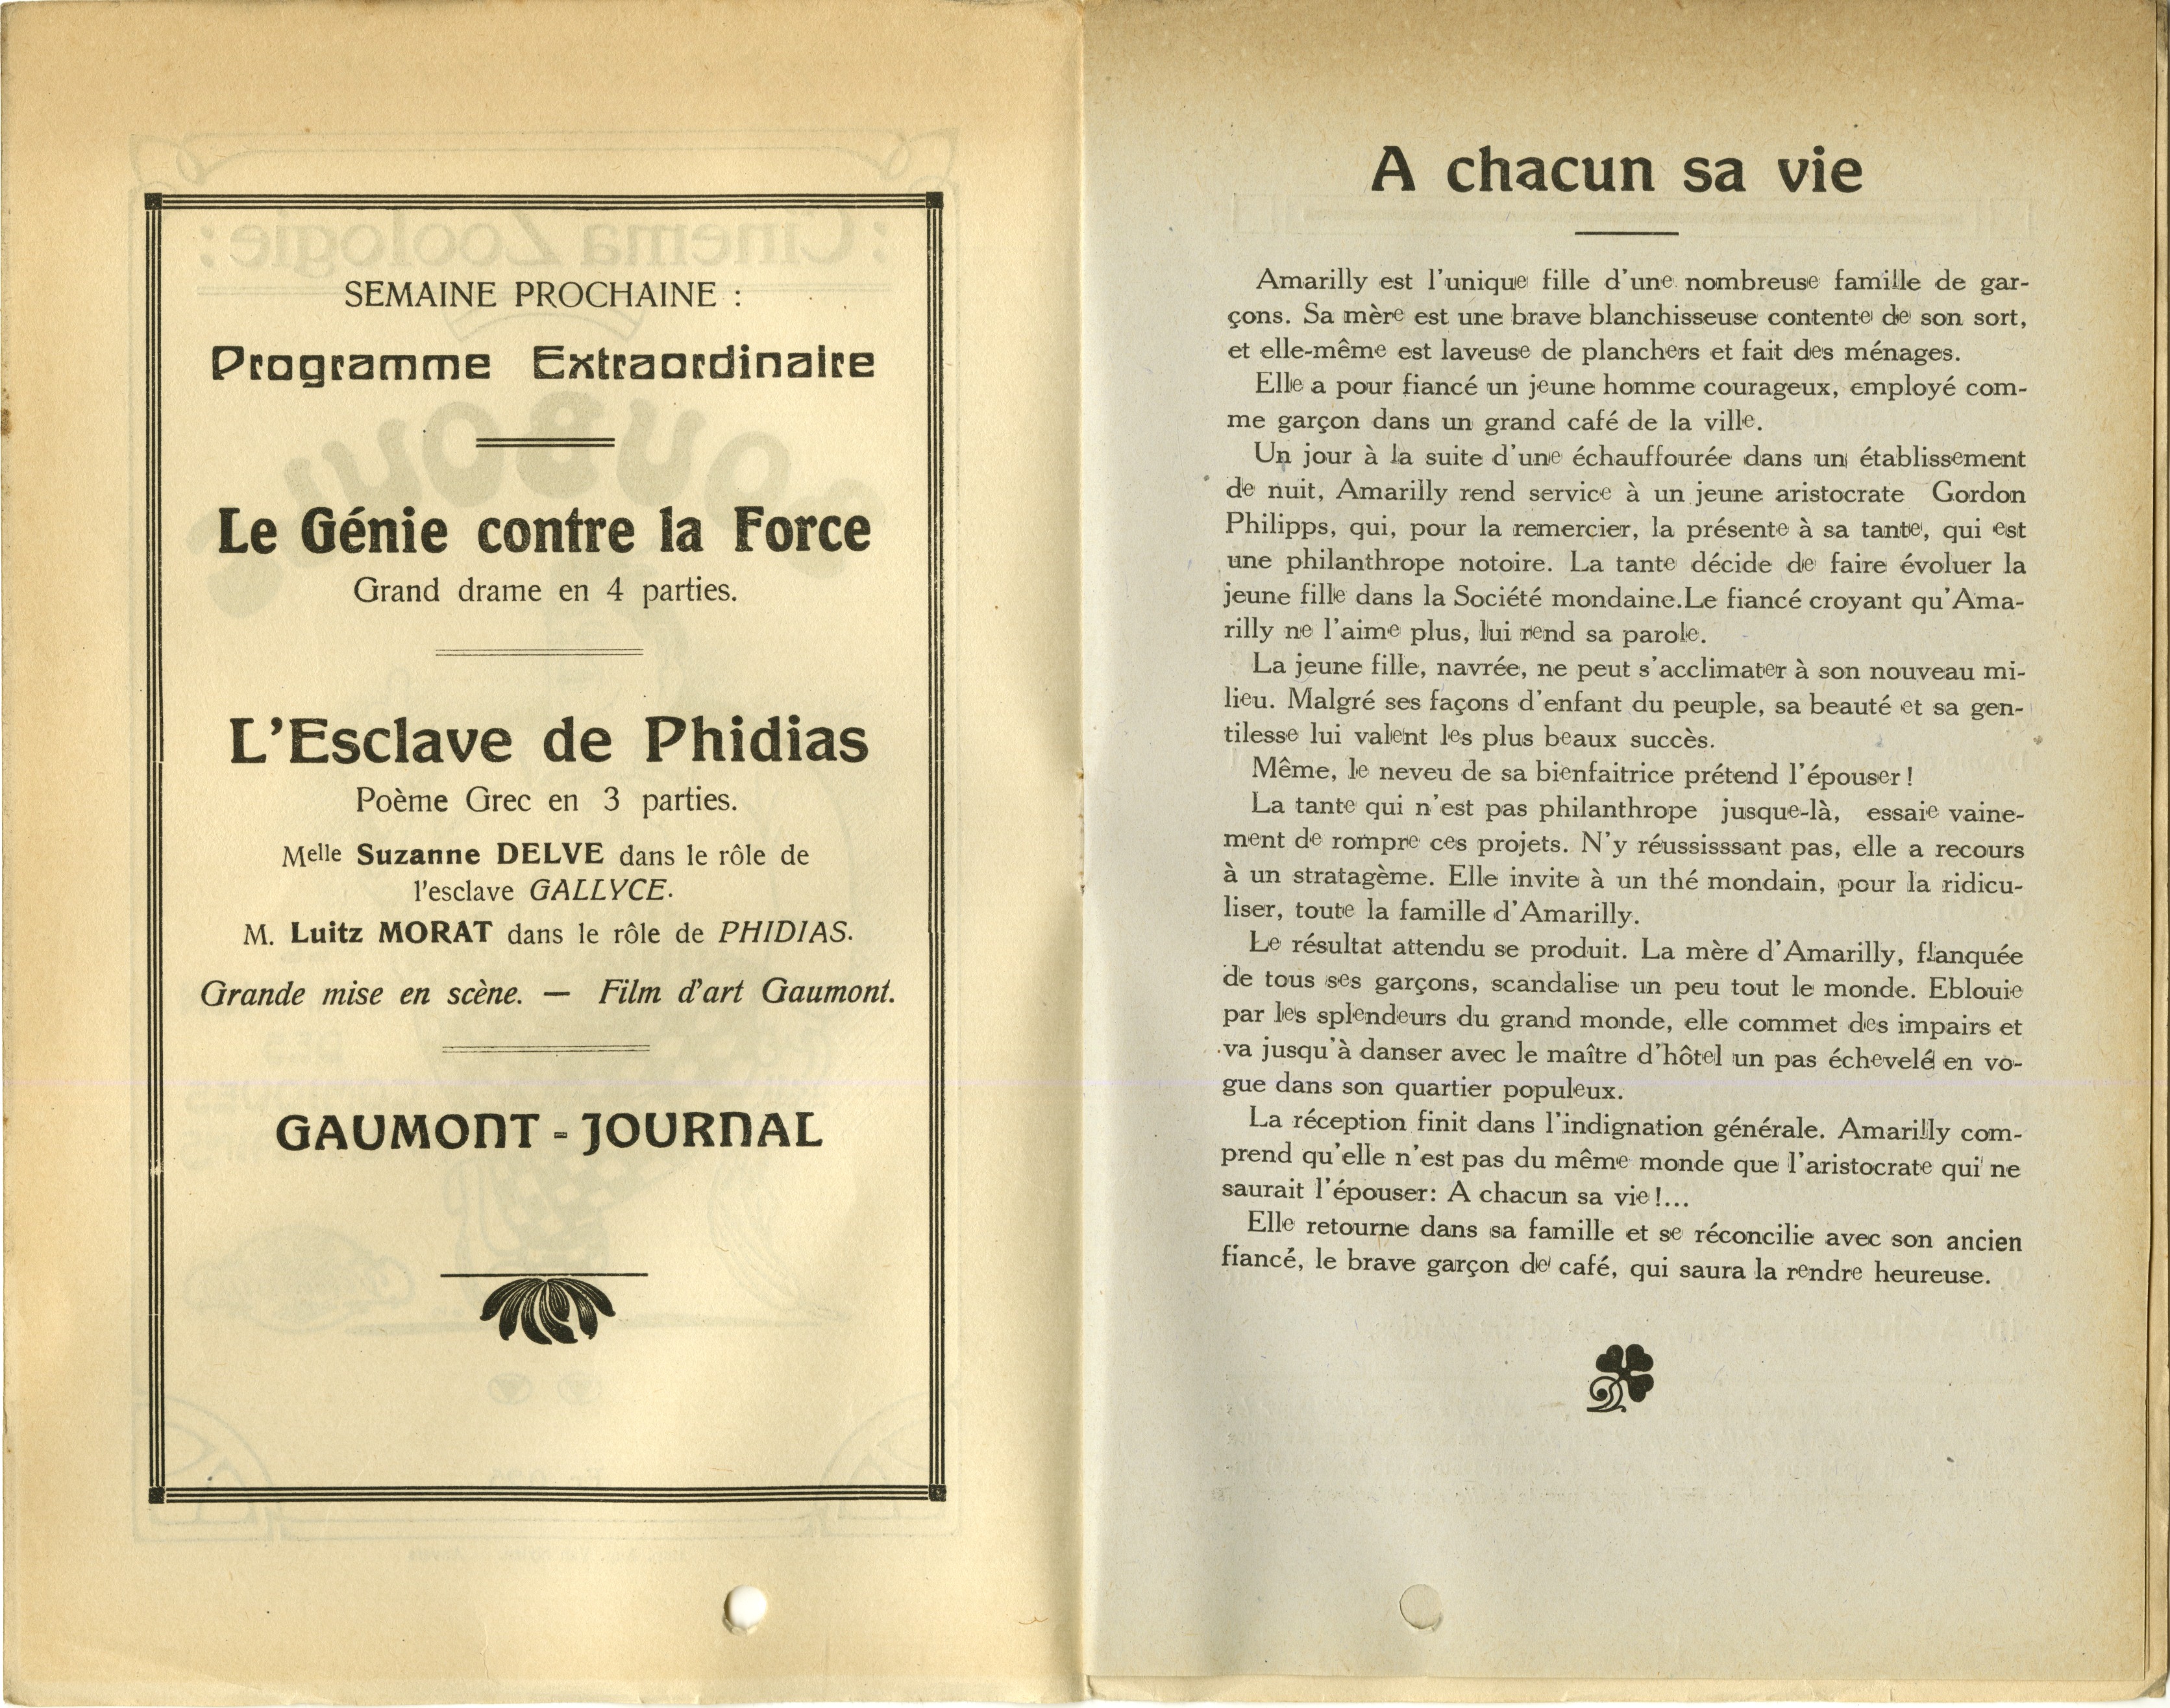 SEMAINE PROCHAINE :
Programme Extraordinaire
Le Génie contre la Force
Grand drame en 4 parties.
L'Esclave de Phidias
Poème Grec en 3 parties.
Melle Suzanne DELVE dans le rôle de
l'esclave GALLYCE.
M. Luitz MORAT dans le rôle de PHIDIAS.
Grande mise en scène. — Film d'art Gaumont.
GAUMONT - JOURNAL
A chacun sa vie
Amarilly est l'unique fille d'une nombreuse famille de gar-
çons. Sa mère est une brave blanchisseuse contente de son sort,
et elle-même est laveuse de planchers et fait des ménages.
Elle a pour fiancé un jeune homme courageux, employé com-
me garçon dans un grand café de la ville.
Un jour à la suite d'une échauffourée dans un établissement
de nuit, Amarilly rend service à un jeune aristocrate Gordon
Philipps, qui, pour la remercier, la présente à sa tante, qui est
une philanthrope notoire. La tante décide de faire évoluer la
jeune fille dans la Société mondaine.Le fiancé croyant qu'Ama-
rilly ne l'aime plus, lui rend sa parole.
La jeune fille, navrée, ne peut s'acclimater à son nouveau mi-
lieu. Malgré ses façons d'enfant du peuple, sa beauté et sa gen-
tilesse lui valent les plus beaux succès.
Même, le neveu de sa bienfaitrice prétend l'épouser !
La tante qui n'est pas philanthrope jusque-là, essaie vaine-
ment de rompre ces projets. N'y réussisssant pas, elle a recours
à un stratagème. Elle invite à un thé mondain, pour la ridicu-
liser, toute la famille d'Amarilly.
Le résultat attendu se produit. La mère d'Amarilly, flanquée
de tous ses garçons, scandalise un peu tout le monde. Eblouie
par les splendeurs du grand monde, elle commet des impairs et
va jusqu'à danser avec le maître d'hôtel un pas échevelé en vo-
gue dans son quartier populeux.
La réception finit dans l'indignation générale. Amarilly com-
prend qu'elle n'est pas du même monde que l'aristocrate qui ne
saurait l'épouser: A chacun sa vie !...
Elle retourne dans sa famille et se réconcilie avec son ancien
fiancé, le brave garçon de café, qui saura la rendre heureuse.